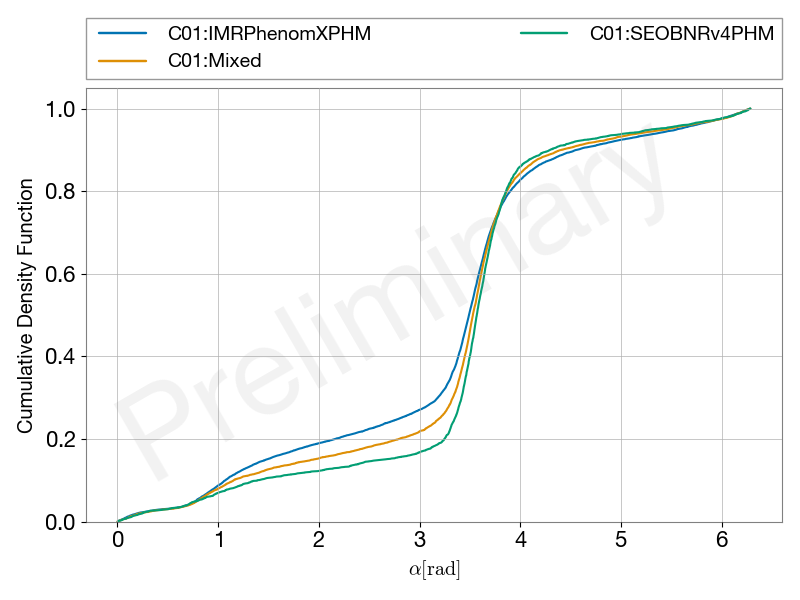 C01:IMRPhenomXPHM
C01:Mixed
C01:SEOBNRv4PHM
1.0
0.8
0.6
0.4
0.2
0.0
Cumulative Density Function
Preliminary
0 1 2 3 4 5 6
α[rad]